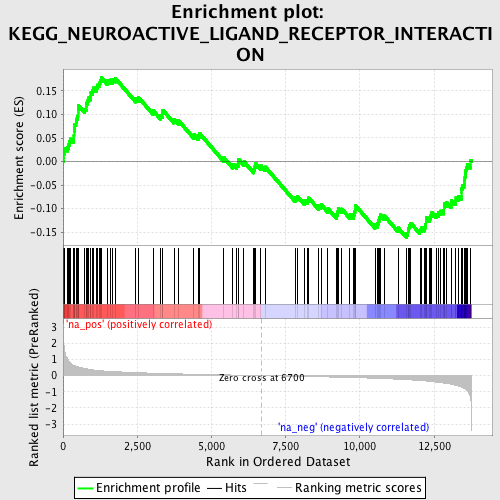 Enrichment plot:
KEGG_NEUROACTIVE_LIGAND_RECEPTOR_INTERACTI
ON
Enrichment score (ES)
0.15
0.10
0.05
0.00
-0.05
-0.10
-0.15
Ranked list metric (PreRanked)
'na_pos' (positively correlated)
3
2
1
0
-1
-2
-3
Zero cross at 6700
'na_neg' (negatively correlated)
0
2,500
5,000
7,500
10,000
12,500
Rank in Ordered Dataset
Enrichment profile
Hits
Ranking metric scores